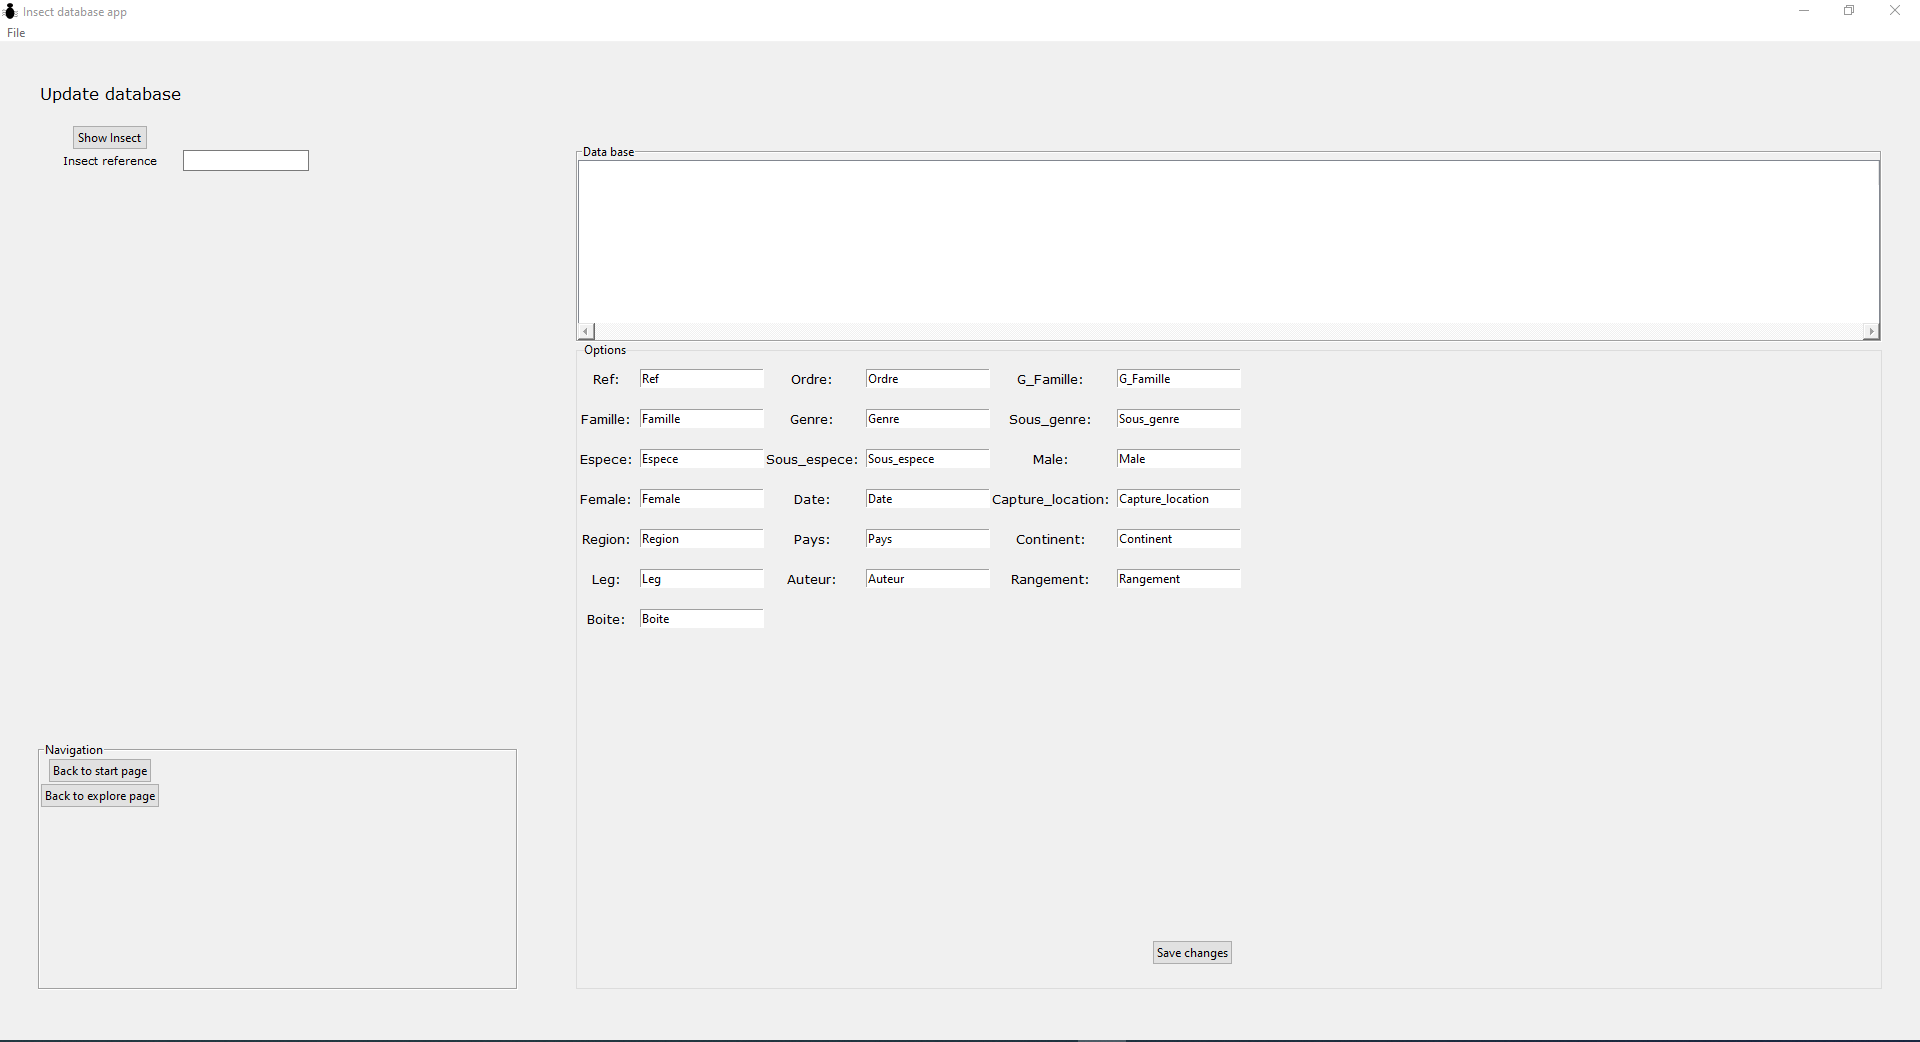 Insect database app
File
Update database
Show Insect
Insect reference
Data base
Options
Ref: Ref Ordre: Ordre G_Famille: G_Famille
Famille: Famille Genre: Genre Sous_genre: Sous_genre
Espece: Espece Sous_espece: Sous_espece Male: Male
Female: Female Date: Date Capture_location: Capture_location
Region: Region Pays: Pays Continent: Continent
Leg: Leg Auteur: Auteur Rangement: Rangement
Boite: Boite
Navigation
Back to start page
Back to explore page
Save changes